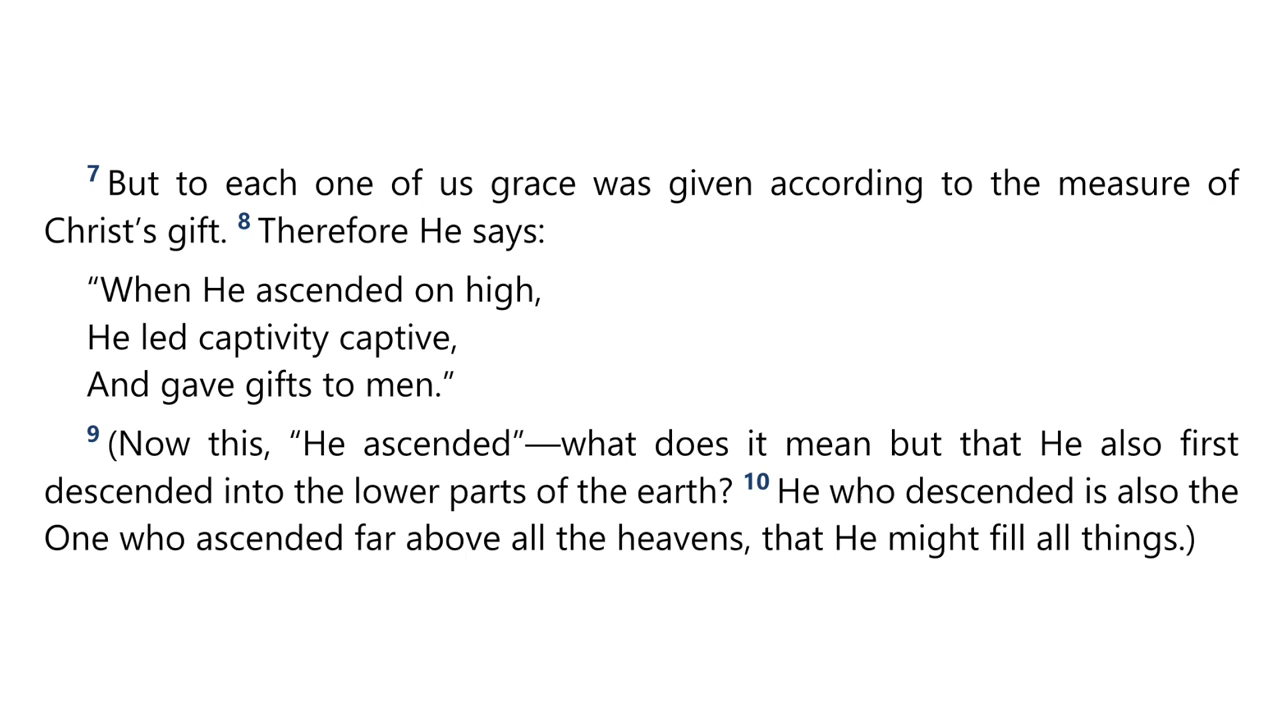 7 But to each one of us grace was given according to the measure of
Christ’s gift. 8 Therefore He says:
“When He ascended on high,
He led captivity captive,
And gave gifts to men.”
9 (Now this, “He ascended”—what does it mean but that He also first
descended into the lower parts of the earth? 10 He who descended is also the
One who ascended far above all the heavens, that He might fill all things.)